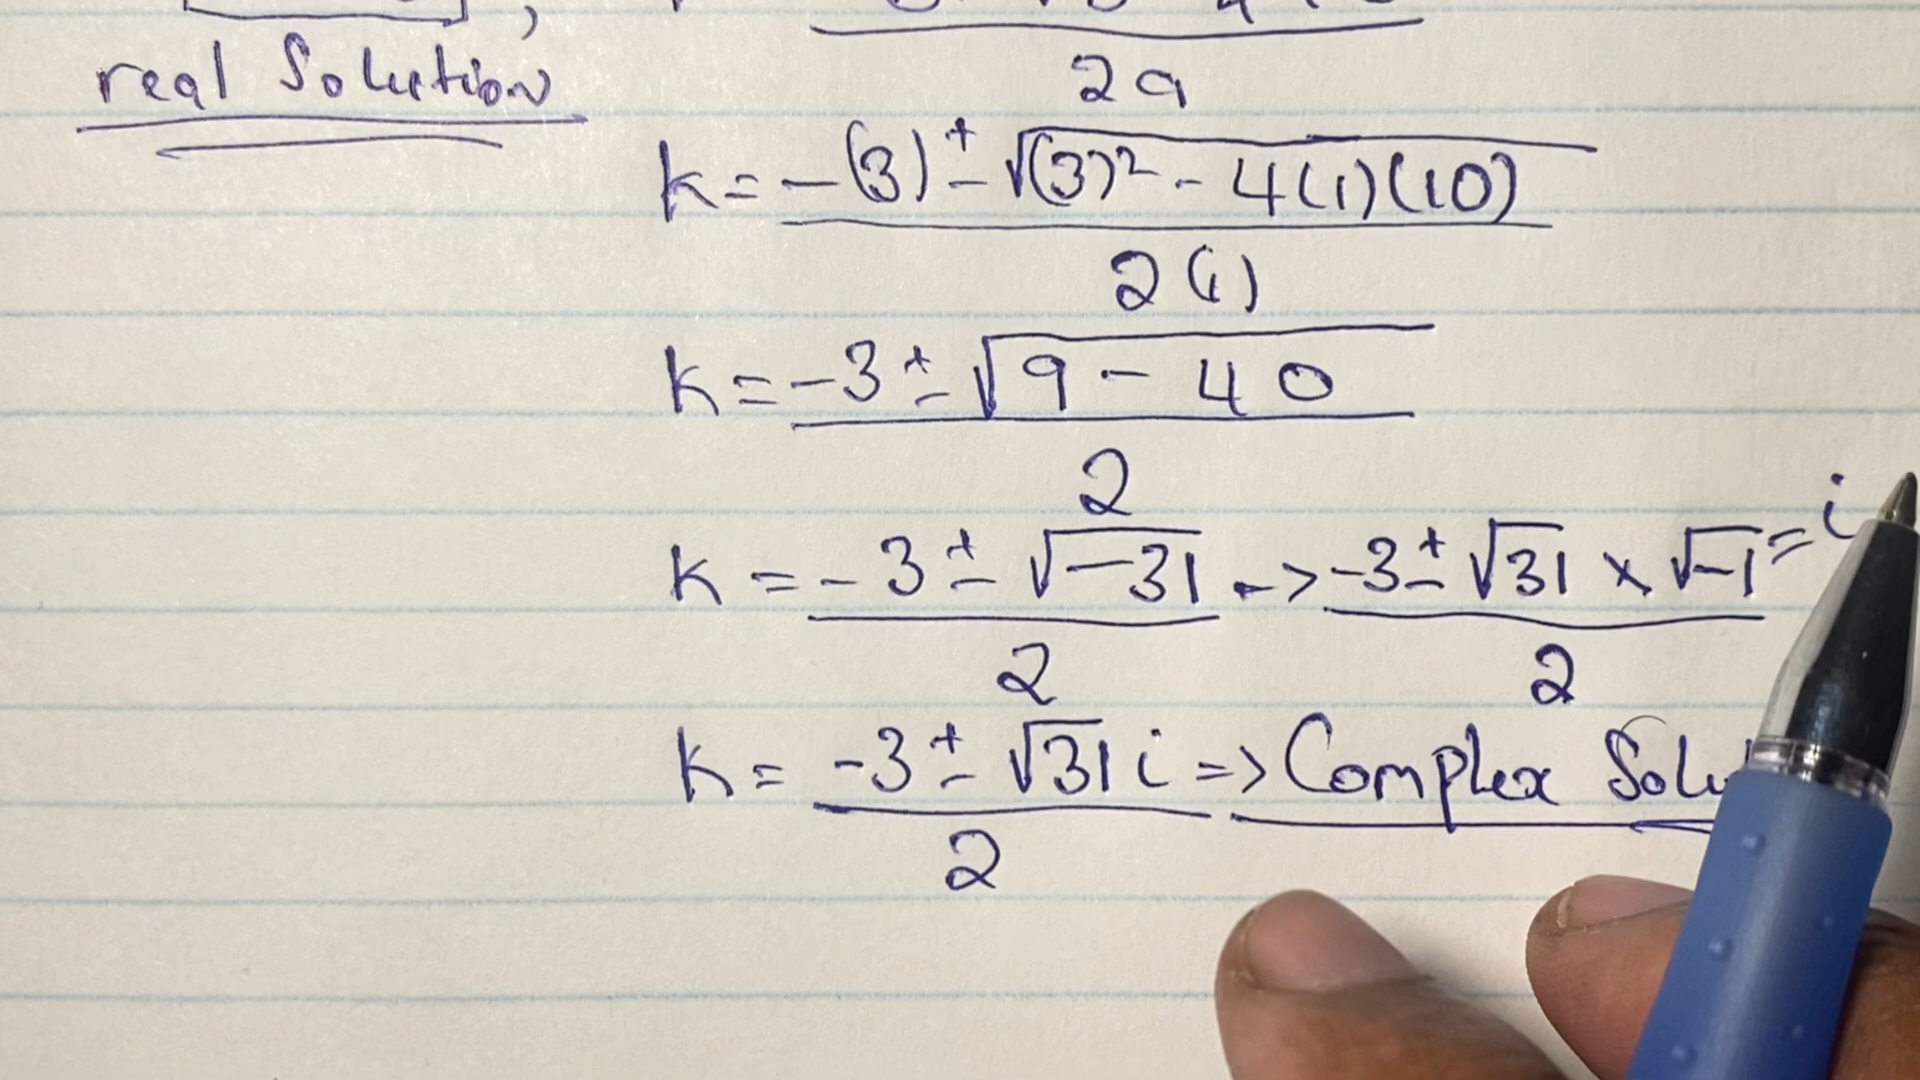 real Solution
2a
k = -(3) ± √(3)² - 4(1)(10)
2(1)
k = -3 ± √9 - 40
2
k = -3 ± √-31 -> -3 ± √31 × √-1 = i
2 2
k = -3 ± √31 i => Complex
2